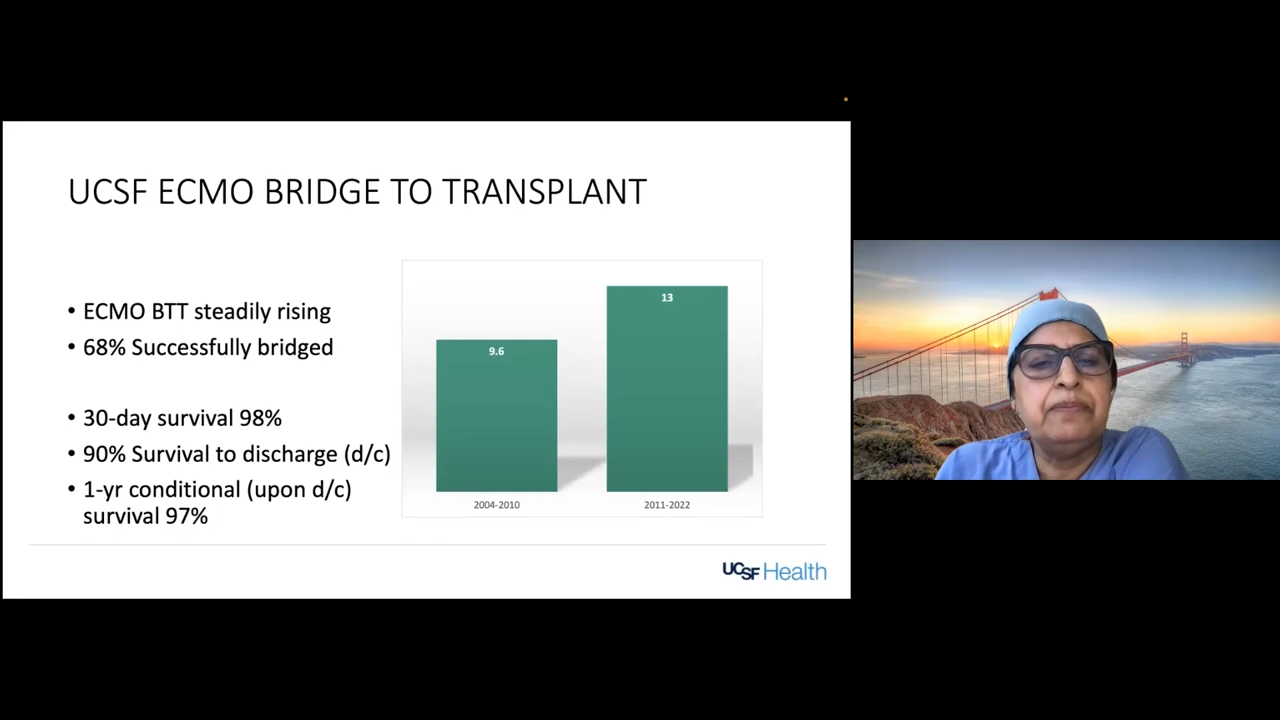 UCSF ECMO BRIDGE TO TRANSPLANT
• ECMO BTT steadily rising
• 68% Successfully bridged
• 30-day survival 98%
• 90% Survival to discharge (d/c)
• 1-yr conditional (upon d/c)
survival 97%
9.6
13
2004-2010
2011-2022
UCSF Health